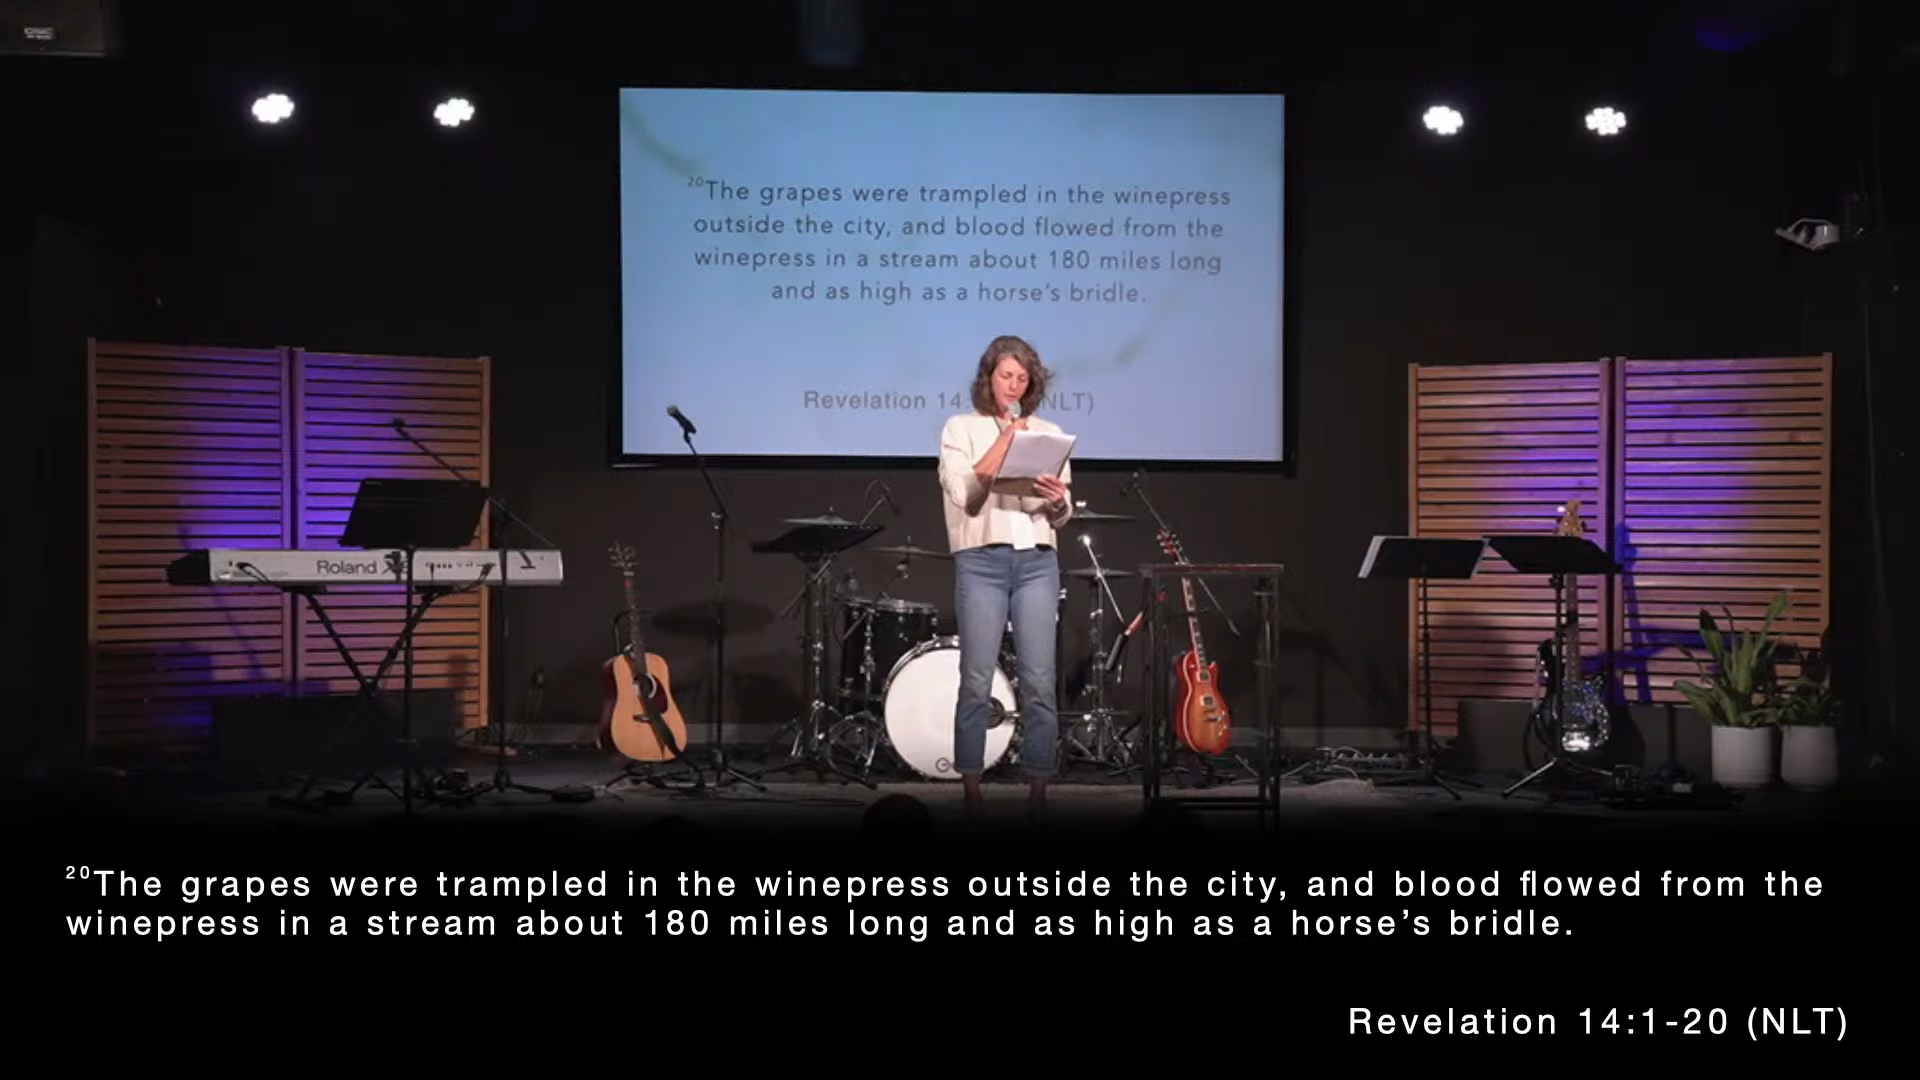 ²⁰The grapes were trampled in the winepress
outside the city, and blood flowed from the
winepress in a stream about 180 miles long
and as high as a horse's bridle.
Revelation 14: NLT)
Roland
²⁰The grapes were trampled in the winepress outside the city, and blood flowed from the
winepress in a stream about 180 miles long and as high as a horse’s bridle.
Revelation 14:1-20 (NLT)